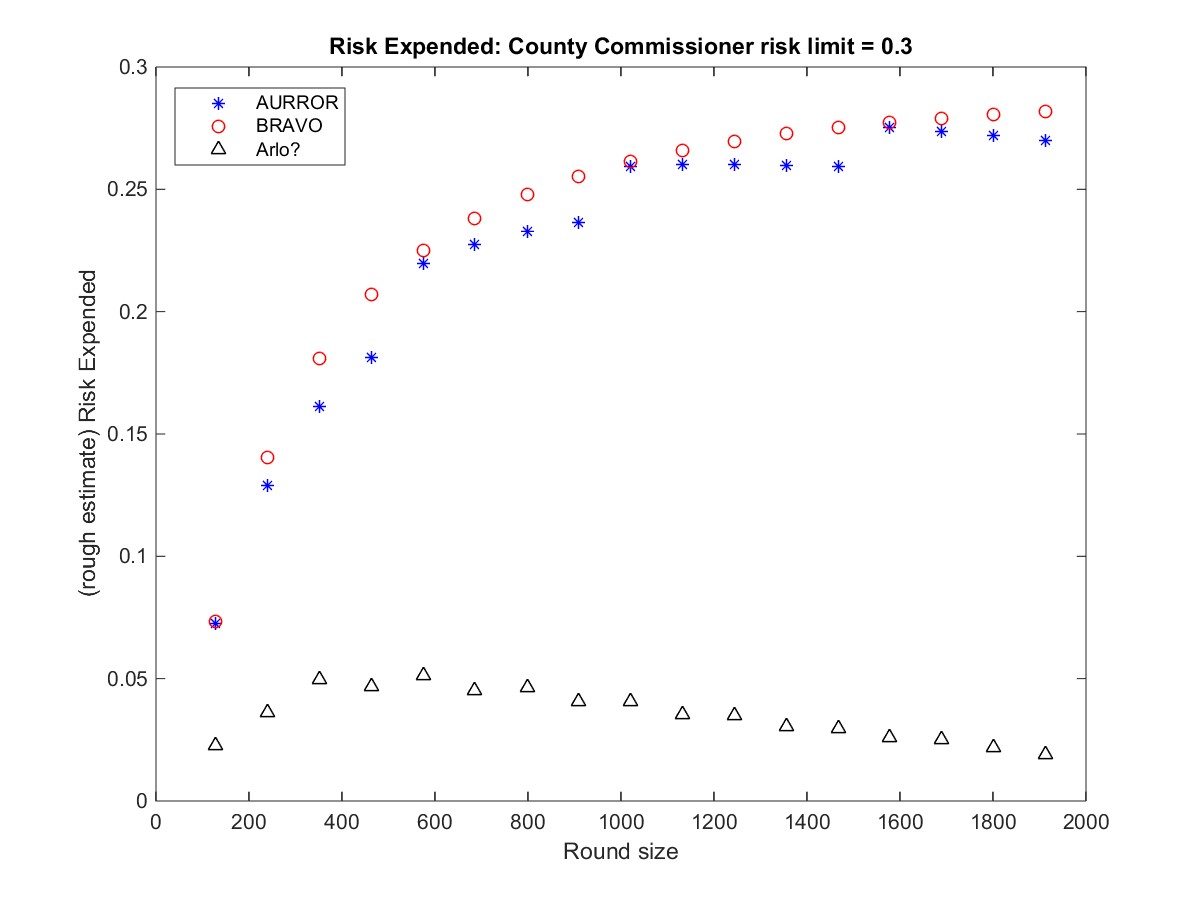 Risk Expended: County Commissioner risk limit = 0.3
0.3
AURROR
BRAVO
Arlo?
0.25
0.2
0.15
0.1
0.05
0
(rough estimate) Risk Expended
0 200 400 600 800 1000 1200 1400 1600 1800 2000
Round size